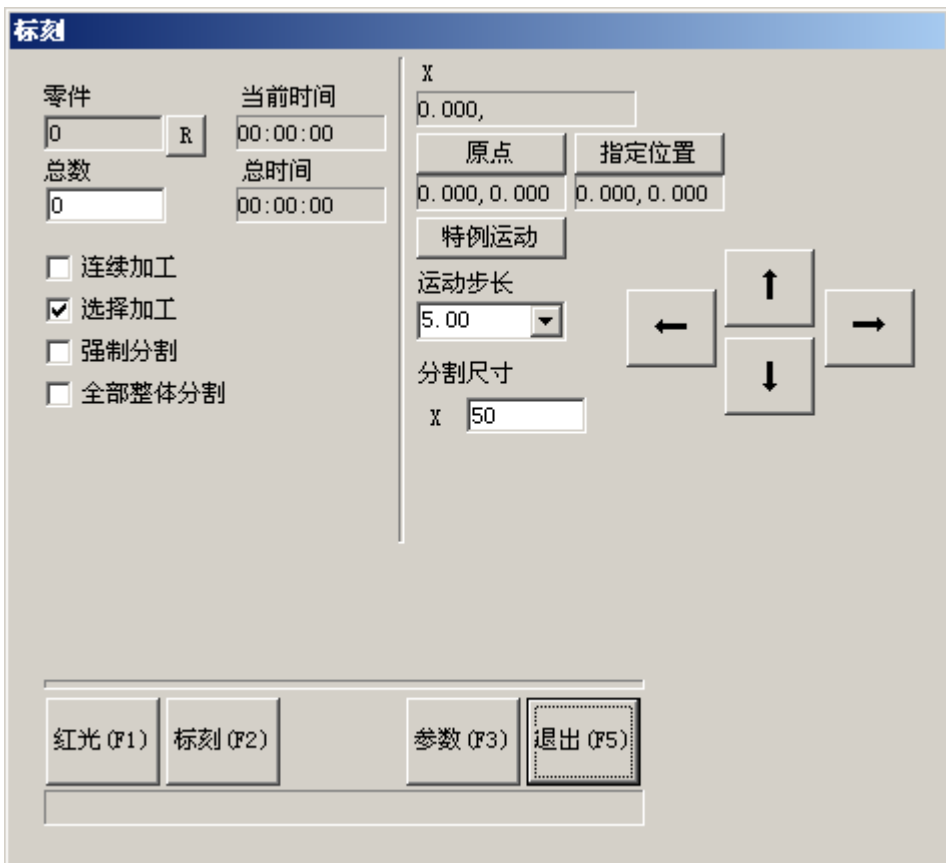 标刻
零件 当前时间
0 R 00:00:00
总数 总时间
0 00:00:00
连续加工
选择加工
强制分割
全部整体分割
X
0.000,
原点 指定位置
0.000,0.000 0.000,0.000
特例运动
运动步长
5.00
分割尺寸
X 50
红光(F1) 标刻(F2) 参数(F3) 退出(F5)